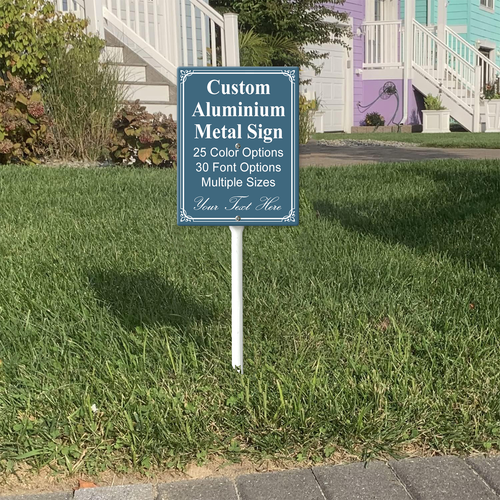 Custom
Aluminium
Metal Sign
25 Color Options
30 Font Options
Multiple Sizes
Your Text Here